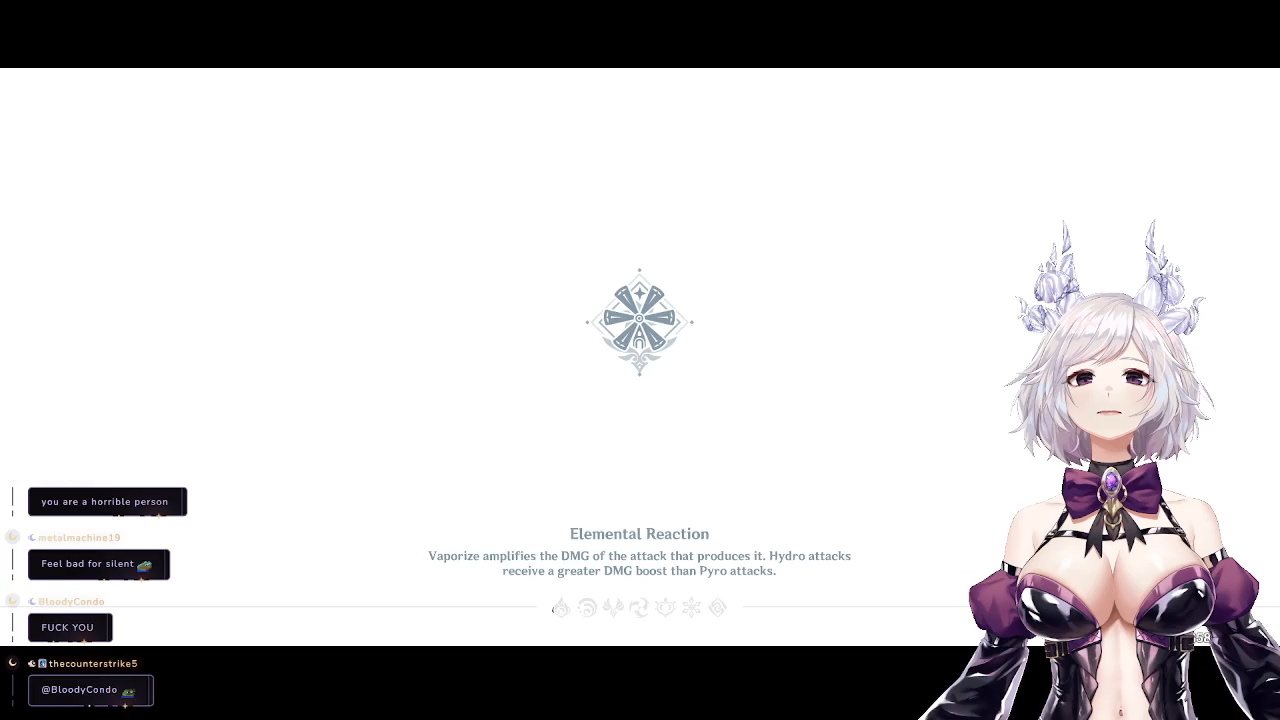 you are a horrible person
metalmachine19
Feel bad for silent
BloodyCondo
FUCK YOU
thecounterstrike5
@BloodyCondo
Elemental Reaction
Vaporize amplifies the DMG of the attack that produces it. Hydro attacks
receive a greater DMG boost than Pyro attacks.